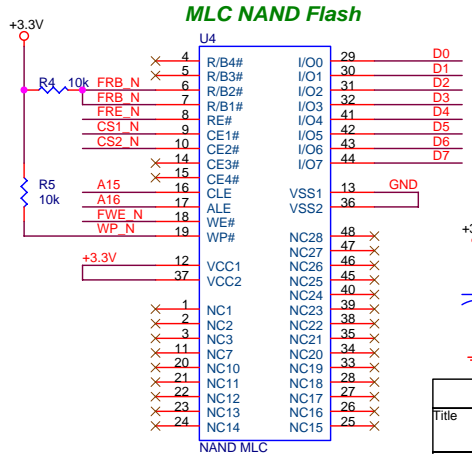 MLC NAND Flash
+3.3V
U4
R4 10k
R5
10k
FRB_N 6 R/B2#
FRB_N 7 R/B1#
FRE_N 8 RE#
CS1_N 9 CE1#
CS2_N 10 CE2#
4 R/B4#
5 R/B3#
14 CE3#
15 CE4#
A15 16 CLE
A16 17 ALE
FWE_N 18 WE#
WP_N 19 WP#
+3.3V 12 VCC1
37 VCC2
1 NC1
2 NC2
3 NC3
11 NC7
20 NC10
21 NC11
22 NC12
23 NC13
24 NC14
I/O0 29 D0
I/O1 30 D1
I/O2 31 D2
I/O3 32 D3
I/O4 41 D4
I/O5 42 D5
I/O6 43 D6
I/O7 44 D7
VSS1 13 GND
VSS2 36
NC28 48
NC27 47
NC26 46
NC25 45
NC24 40
NC23 39
NC22 38
NC21 35
NC20 34
NC19 33
NC18 28
NC17 27
NC16 26
NC15 25
NAND MLC
Title